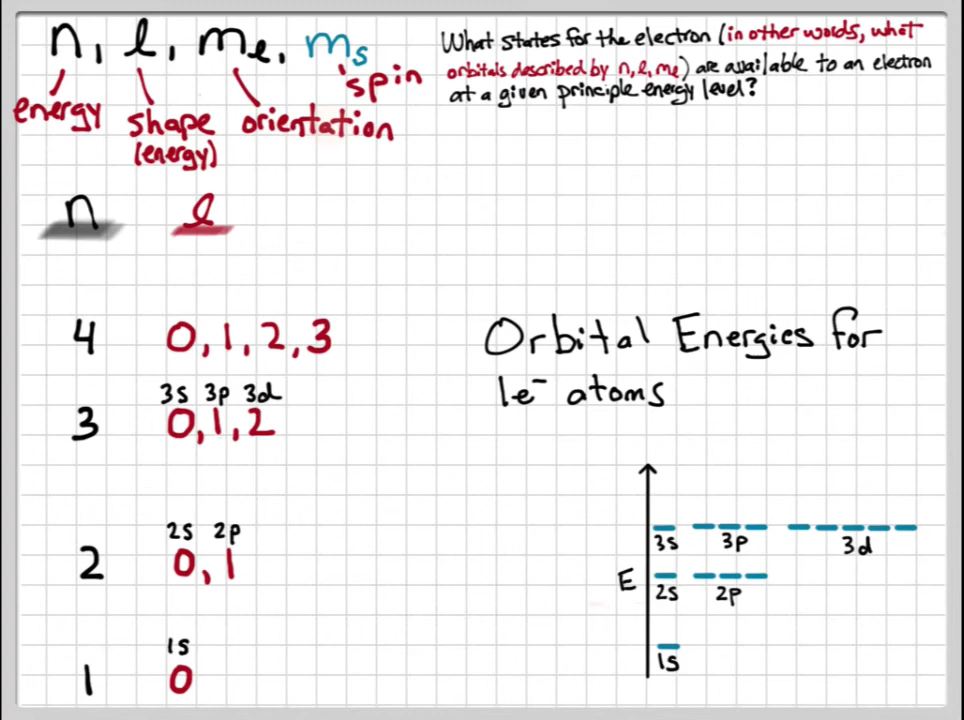 n, l, mₗ, mₛ
energy
shape
(energy)
orientation
spin
What states for the electron (in other words, what
orbitals described by n, l, mₗ) are available to an electron
at a given principle energy level?
n l
4 0, 1, 2, 3
3s 3p 3d
3 0, 1, 2
2s 2p
2 0, 1
1s
1 0
Orbital Energies for
1e⁻ atoms
3s 3p 3d
E
2s 2p
1s